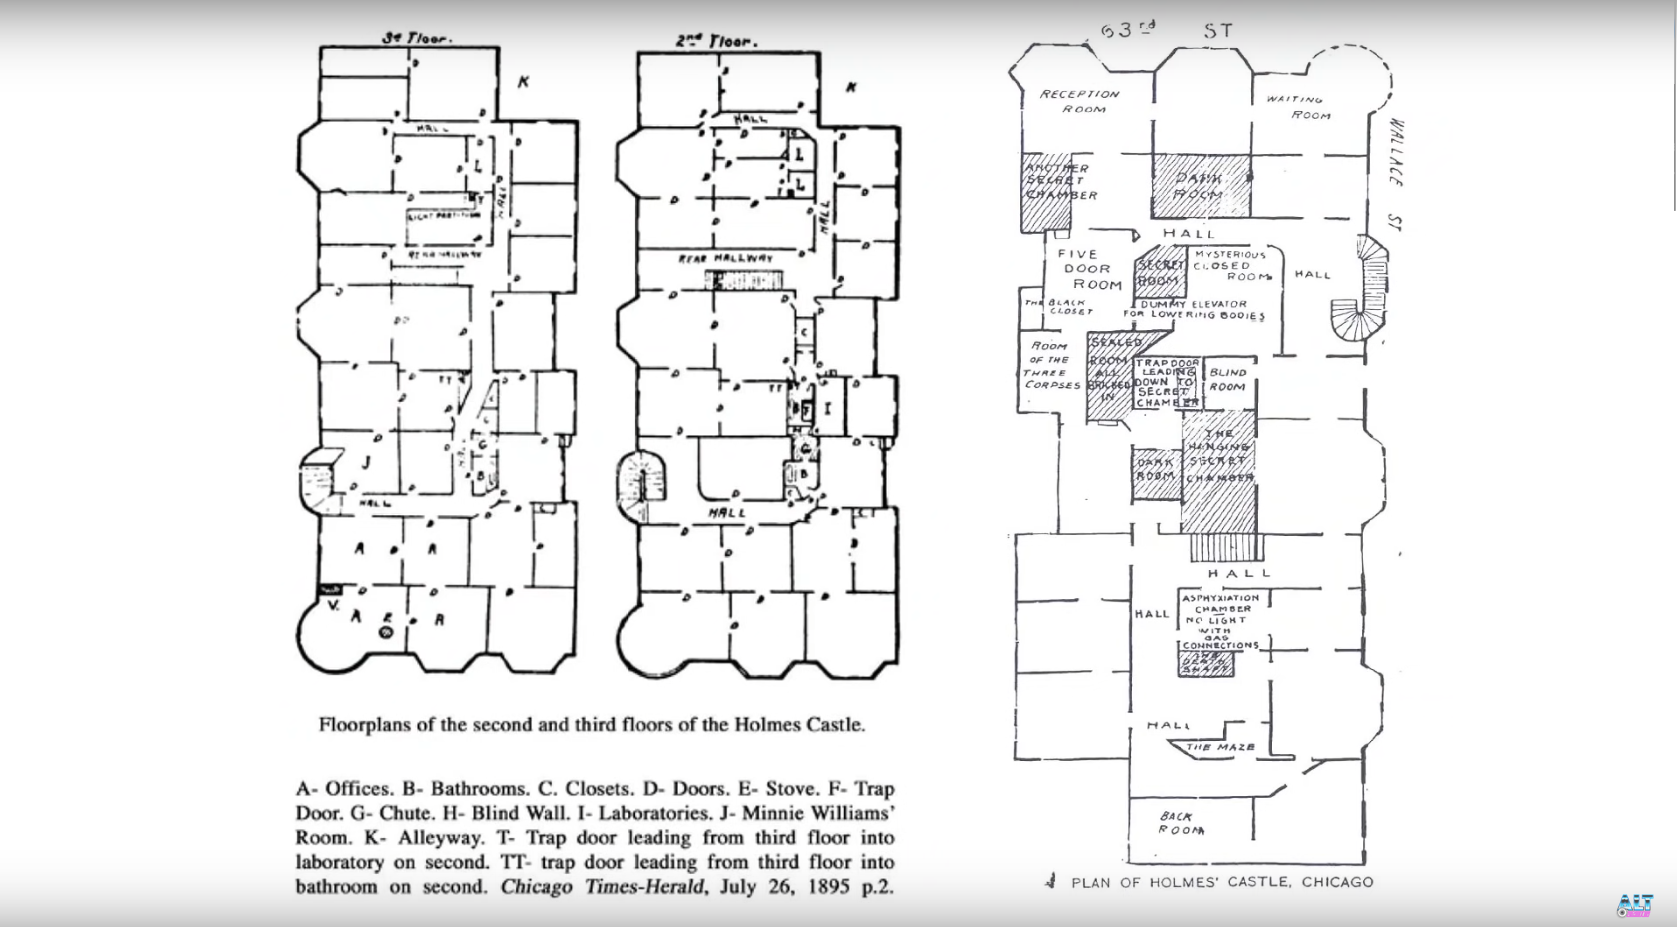 3d Floor.
K
HALL
L
HALL
T
LIGHT PARTITION
REAR HALLWAY
DD
TT
C
C
G
HALL
B
J
HALL
C
A
R
V.
A
E
R
2nd Floor.
K
HALL
C
L
L
HALL
REAR HALLWAY
C
TT
B
F
I
H
G
B
C
HALL
C
Floorplans of the second and third floors of the Holmes Castle.
A- Offices. B- Bathrooms. C. Closets. D- Doors. E- Stove. F- Trap
Door. G- Chute. H- Blind Wall. I- Laboratories. J- Minnie Williams'
Room. K- Alleyway. T- Trap door leading from third floor into
laboratory on second. TT- trap door leading from third floor into
bathroom on second. Chicago Times-Herald, July 26, 1895 p.2.
63rd ST
WALLACE ST
RECEPTION
ROOM
WAITING
ROOM
ANOTHER
SECRET
CHAMBER
DARK
ROOM
HALL
FIVE
DOOR
ROOM
SECRET
ROOM
MYSTERIOUS
CLOSED
ROOM
HALL
THE BLACK
CLOSET
DUMMY ELEVATOR
FOR LOWERING BODIES
ROOM
OF THE
THREE
CORPSES
SEALED
ROOM
ALL
BRICKED
IN
TRAP DOOR
LEADING
DOWN TO
SECRET
CHAMBER
BLIND
ROOM
THE
HANGING
SECRET
CHAMBER
DARK
ROOM
HALL
HALL
ASPHYXIATION
CHAMBER
NO LIGHT
WITH
GAS
CONNECTIONS
THE
DEATH
SHAFT
HALL
THE MAZE
BACK
ROOM
PLAN OF HOLMES' CASTLE, CHICAGO
ALT